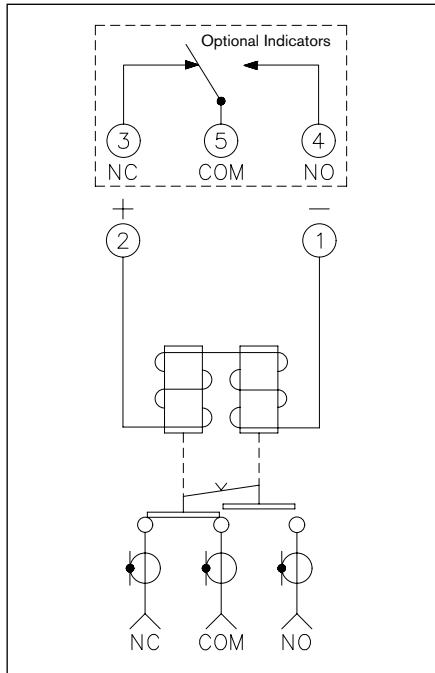 Optional Indicators
3 5 4
NC COM NO
+ −
2 1
NC COM NO